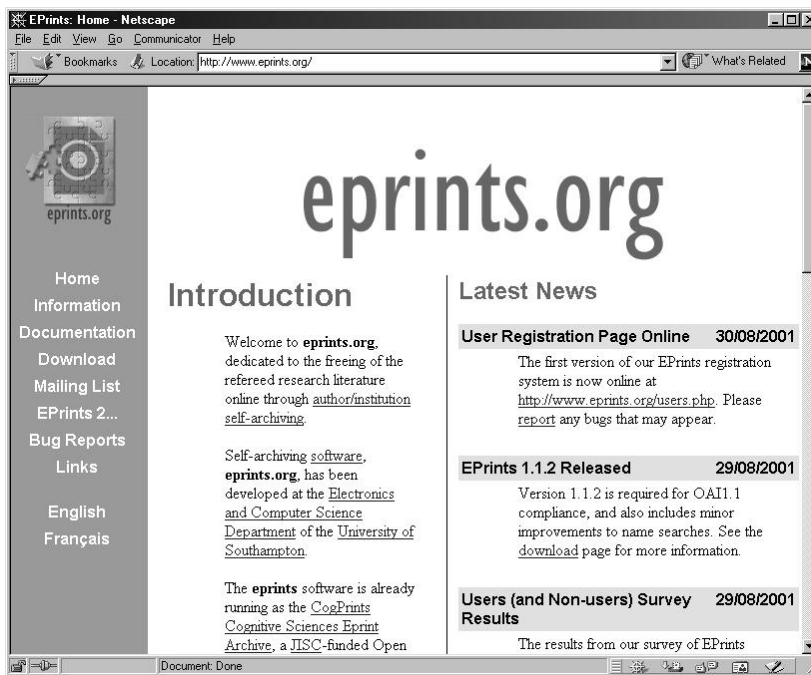 EPrints: Home - Netscape
File Edit View Go Communicator Help
Bookmarks Location: http://www.eprints.org/ What's Related N
eprints.org
Home
Information
Documentation
Download
Mailing List
EPrints 2...
Bug Reports
Links
English
Français
eprints.org
Introduction
Welcome to eprints.org,
dedicated to the freeing of the
refereed research literature
online through author/institution
self-archiving.
Self-archiving software,
eprints.org, has been
developed at the Electronics
and Computer Science
Department of the University of
Southampton.
The eprints software is already
running as the CogPrints
Cognitive Sciences Eprint
Archive, a JISC-funded Open
Latest News
User Registration Page Online 30/08/2001
The first version of our EPrints registration
system is now online at
http://www.eprints.org/users.php. Please
report any bugs that may appear.
EPrints 1.1.2 Released 29/08/2001
Version 1.1.2 is required for OAI1.1
compliance, and also includes minor
improvements to name searches. See the
download page for more information.
Users (and Non-users) Survey 29/08/2001
Results
The results from our survey of EPrints
Document: Done